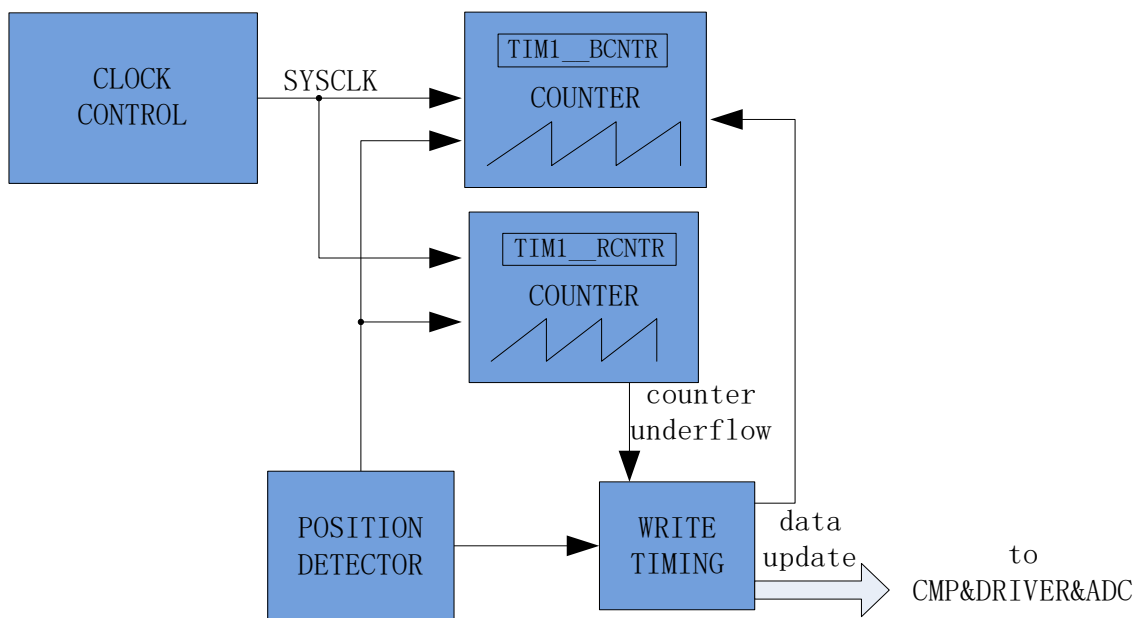 CLOCK
CONTROL
SYSCLK
TIM1__BCNTR
COUNTER
TIM1__RCNTR
COUNTER
counter
underflow
POSITION
DETECTOR
WRITE
TIMING
data
update
to
CMP&DRIVER&ADC